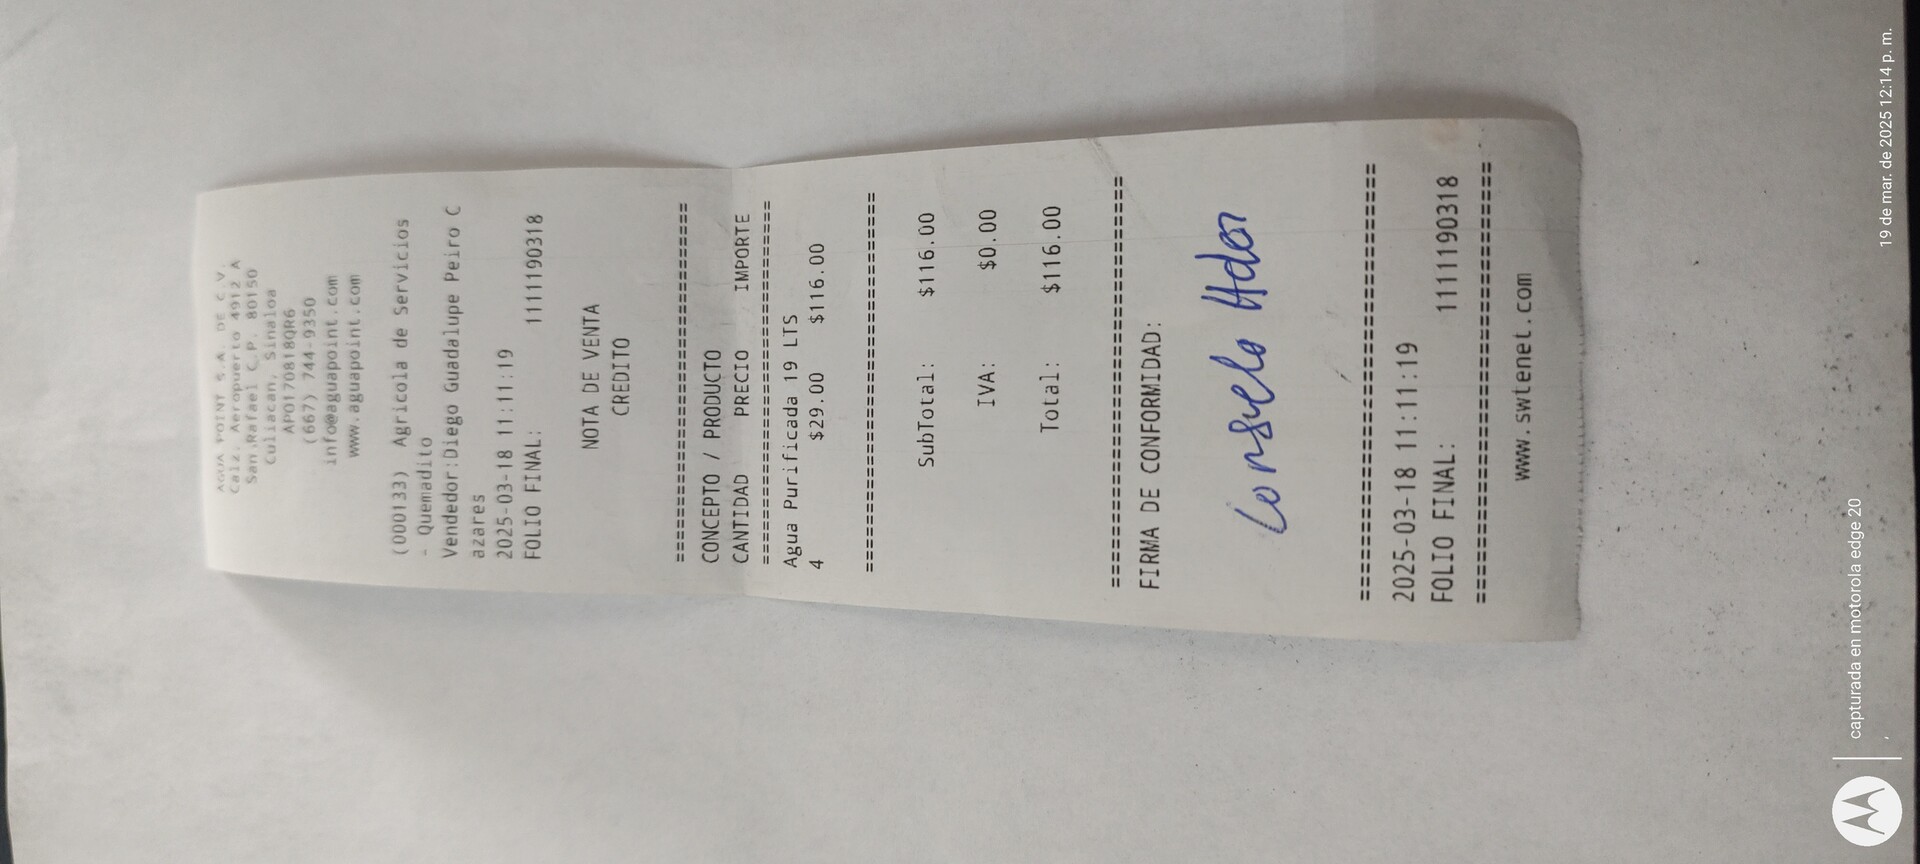 AGUA POINT S.A. DE C.V.
Calz. Aeropuerto 4912 A
San Rafael C.P. 80150
Culiacan, Sinaloa
APO170818QR6
(667) 744-9350
info@aguapoint.com
www.aguapoint.com
(000133) Agricola de Servicios
- Quemadito
Vendedor:Diego Guadalupe Peiro C
azares
2025-03-18 11:11:19
FOLIO FINAL: 1111190318
NOTA DE VENTA
CREDITO
================================
CONCEPTO / PRODUCTO
CANTIDAD PRECIO IMPORTE
================================
Agua Purificada 19 LTS
4 $29.00 $116.00
================================
SubTotal: $116.00
IVA: $0.00
Total: $116.00
================================
FIRMA DE CONFORMIDAD:
Consuelo Hdor
================================
2025-03-18 11:11:19
FOLIO FINAL: 1111190318
================================
www.swtenet.com
capturada en motorola edge 20
,
19 de mar. de 2025 12:14 p. m.